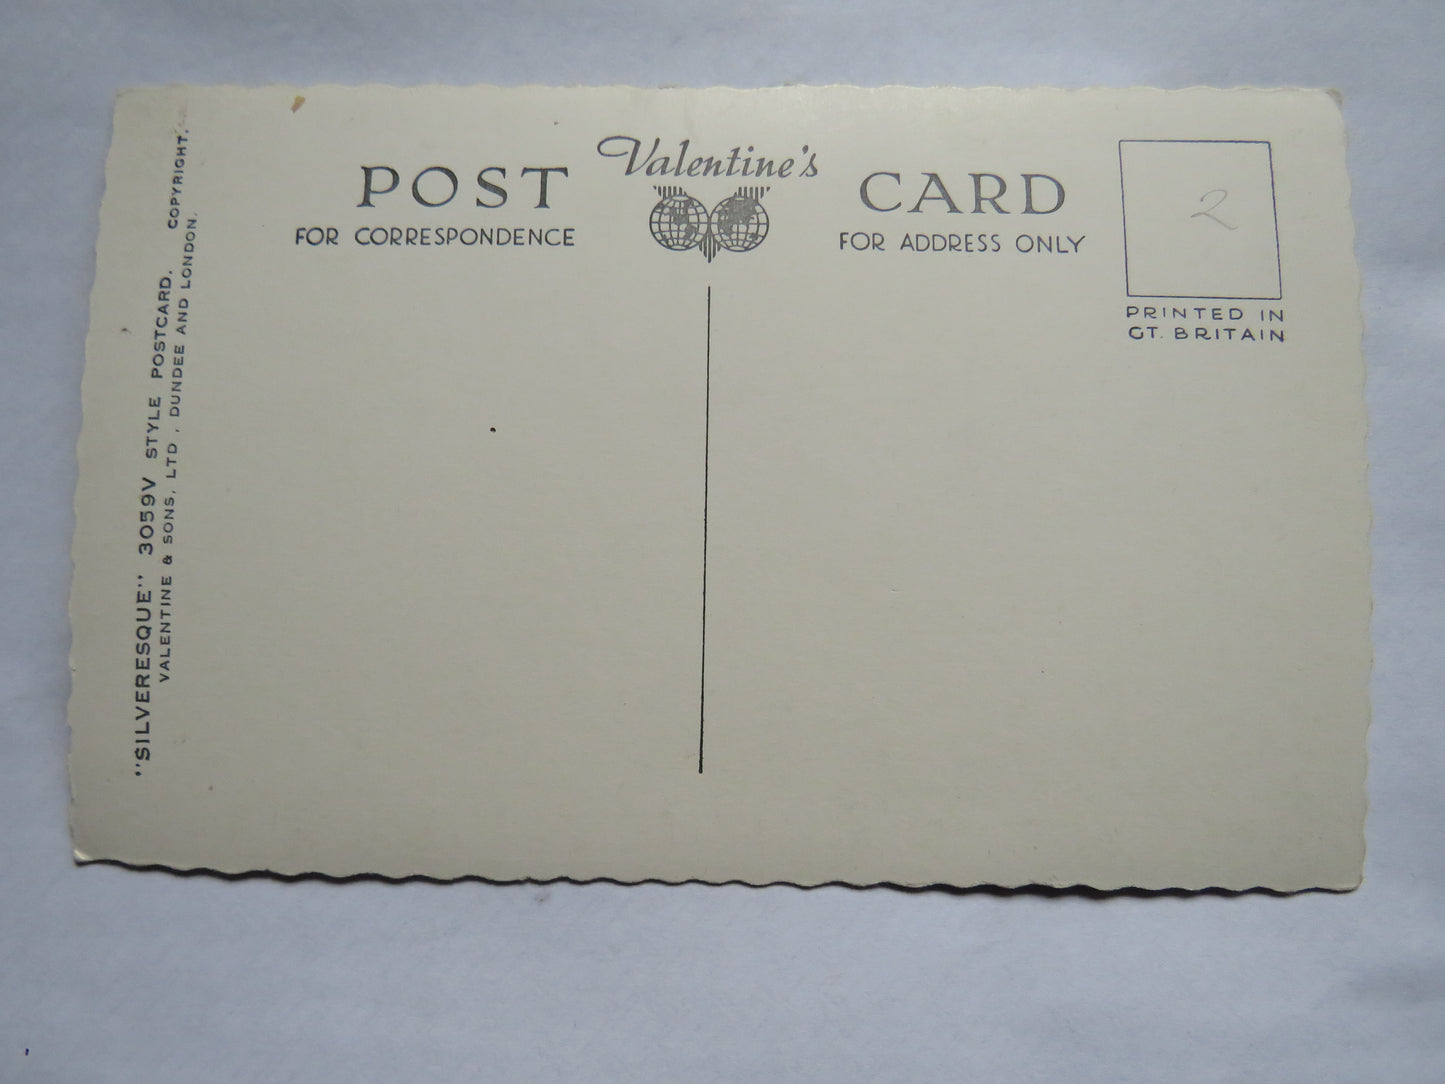 Valentine's
POST CARD
FOR CORRESPONDENCE
FOR ADDRESS ONLY
2
PRINTED IN
GT. BRITAIN
"SILVERESQUE" 3059V STYLE POSTCARD. COPYRIGHT.
VALENTINE & SONS, LTD, DUNDEE AND LONDON.